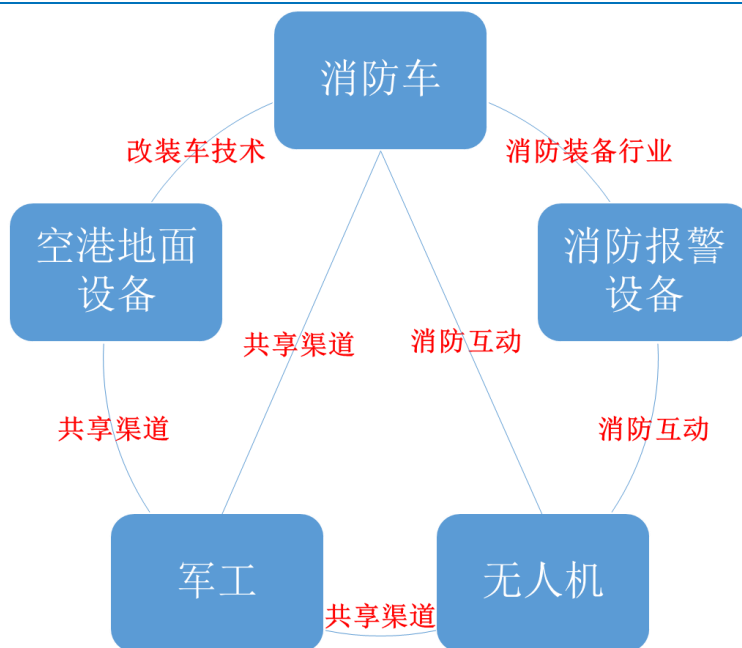 消防车
改装车技术
消防装备行业
空港地面
设备
消防报警
设备
共享渠道
消防互动
共享渠道
消防互动
军工
无人机
共享渠道